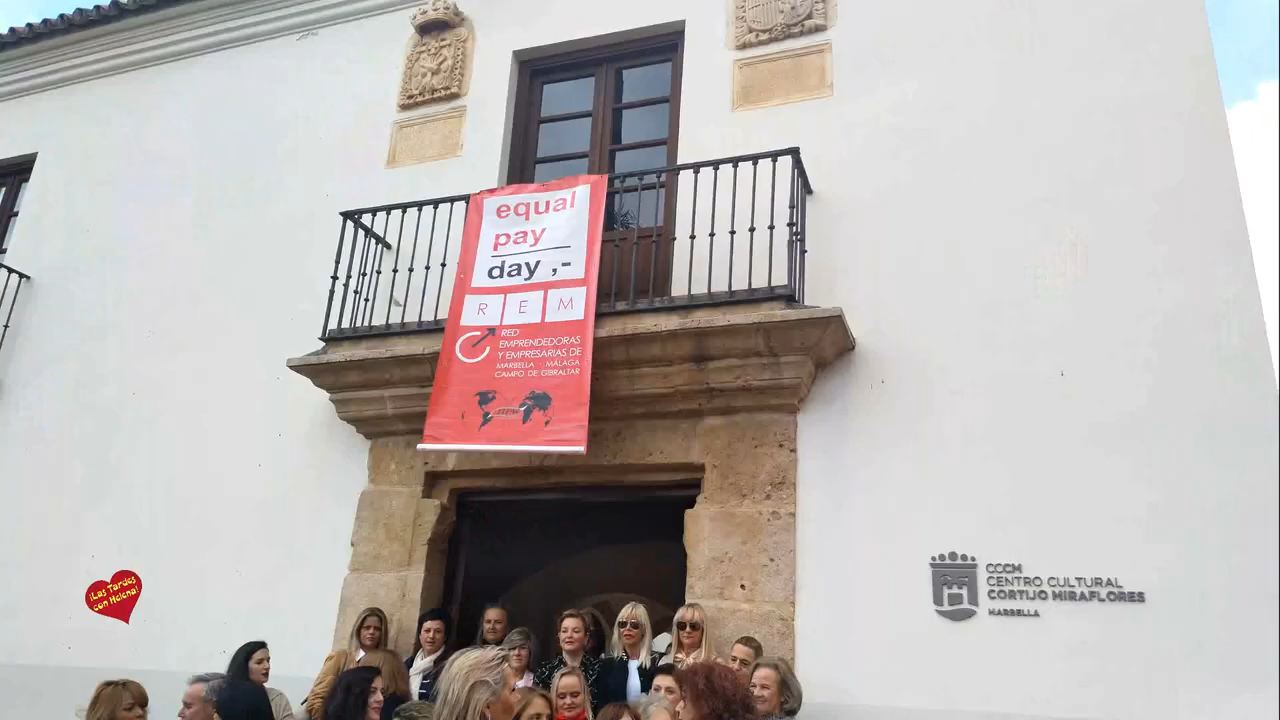 equal
pay
day ,-
R E M
RED
EMPRENDEDORAS
Y EMPRESARIAS DE
MARBELLA · MÁLAGA
CAMPO DE GIBRALTAR
¡Las Tardes
con Helena!
CCCM
CENTRO CULTURAL
CORTIJO MIRAFLORES
MARBELLA